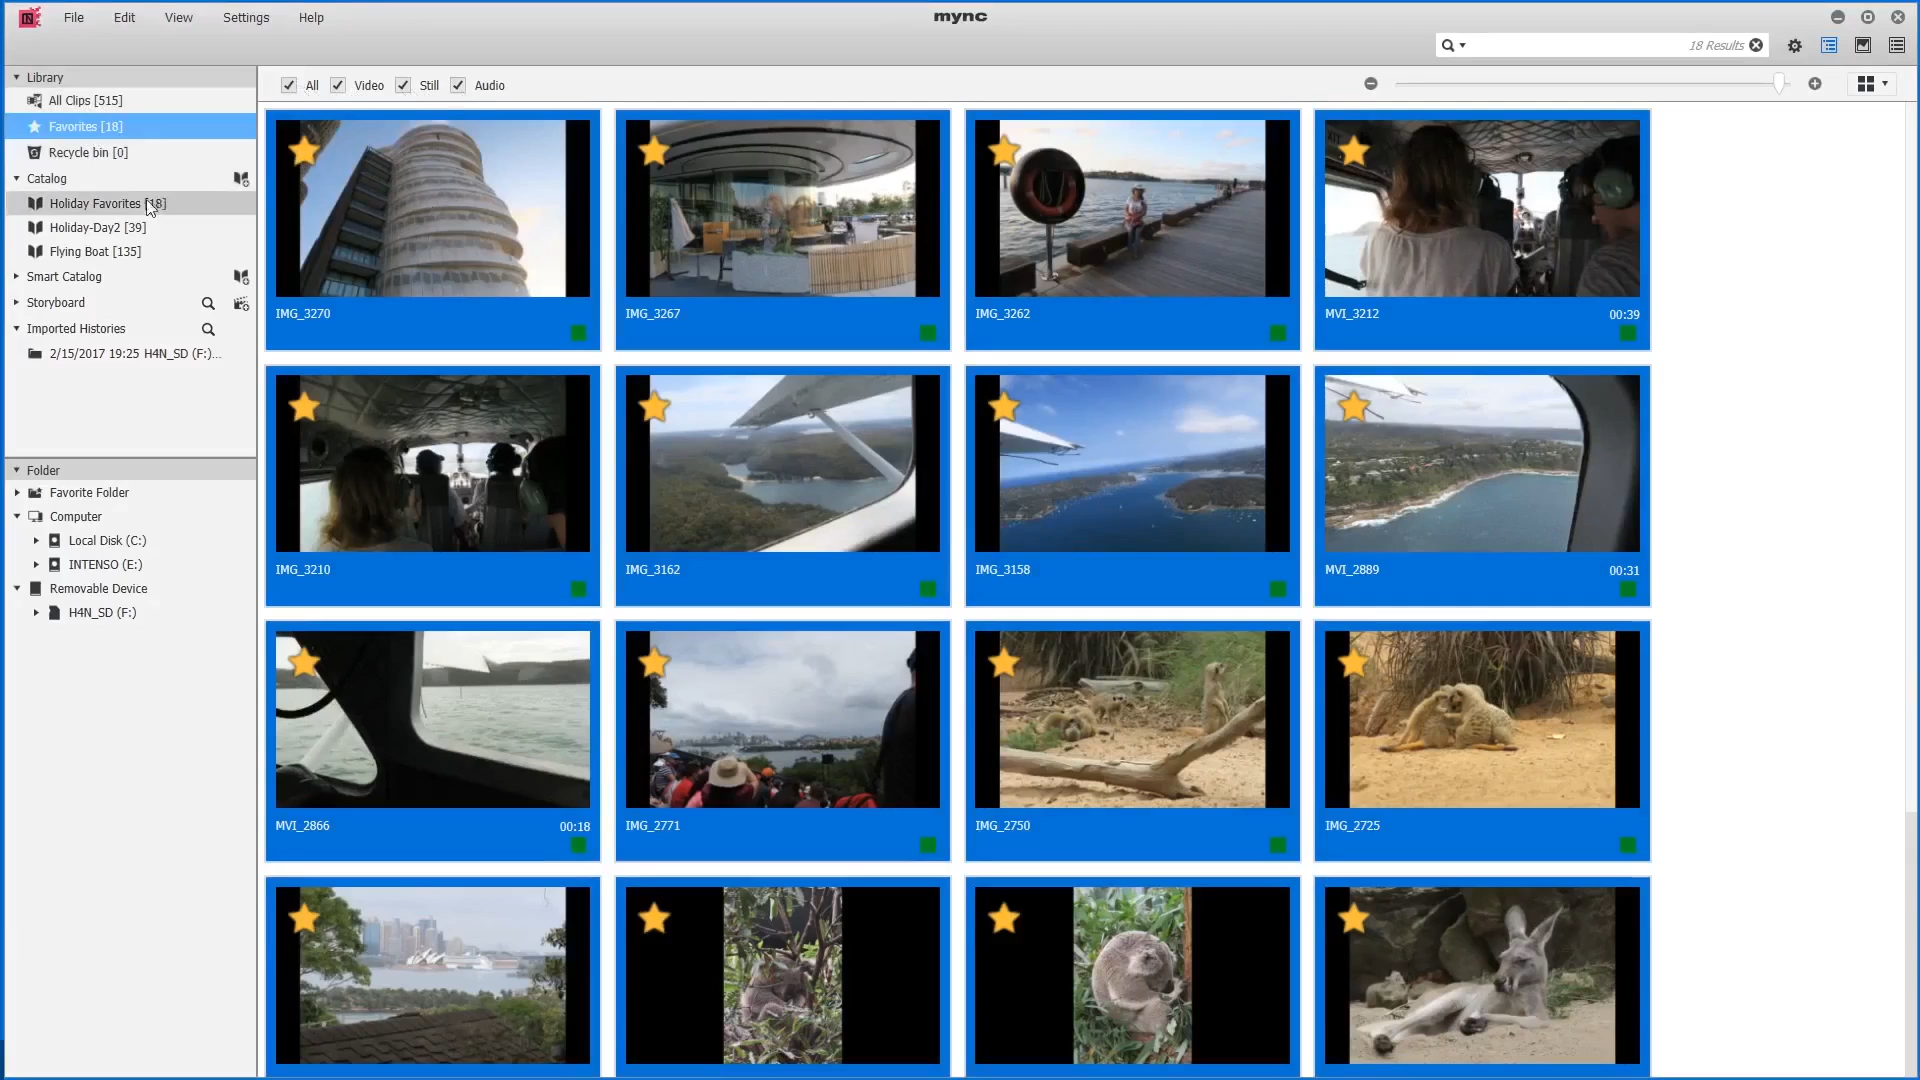 File Edit View Settings Help
mync
18 Results
Library
All Clips [515]
Favorites [18]
Recycle bin [0]
Catalog
Holiday Favorites [18]
Holiday-Day2 [39]
Flying Boat [135]
Smart Catalog
Storyboard
Imported Histories
2/15/2017 19:25 H4N_SD (F:)...
Folder
Favorite Folder
Computer
Local Disk (C:)
INTENSO (E:)
Removable Device
H4N_SD (F:)
All Video Still Audio
IMG_3270
IMG_3267
IMG_3262
MVI_3212 00:39
IMG_3210
IMG_3162
IMG_3158
MVI_2889 00:31
MVI_2866 00:18
IMG_2771
IMG_2750
IMG_2725